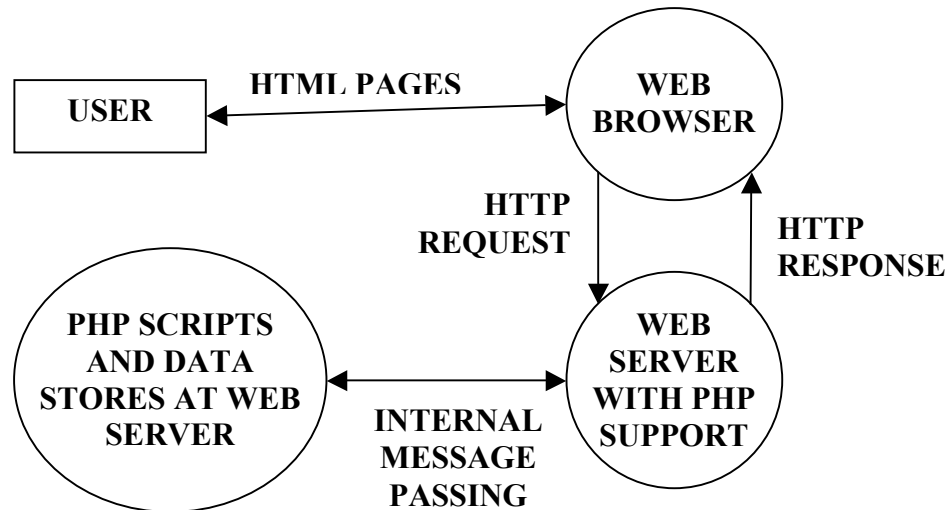 HTML PAGES
USER
WEB
BROWSER
HTTP
REQUEST
HTTP
RESPONSE
PHP SCRIPTS
AND DATA
STORES AT WEB
SERVER
WEB
SERVER
WITH PHP
SUPPORT
INTERNAL
MESSAGE
PASSING